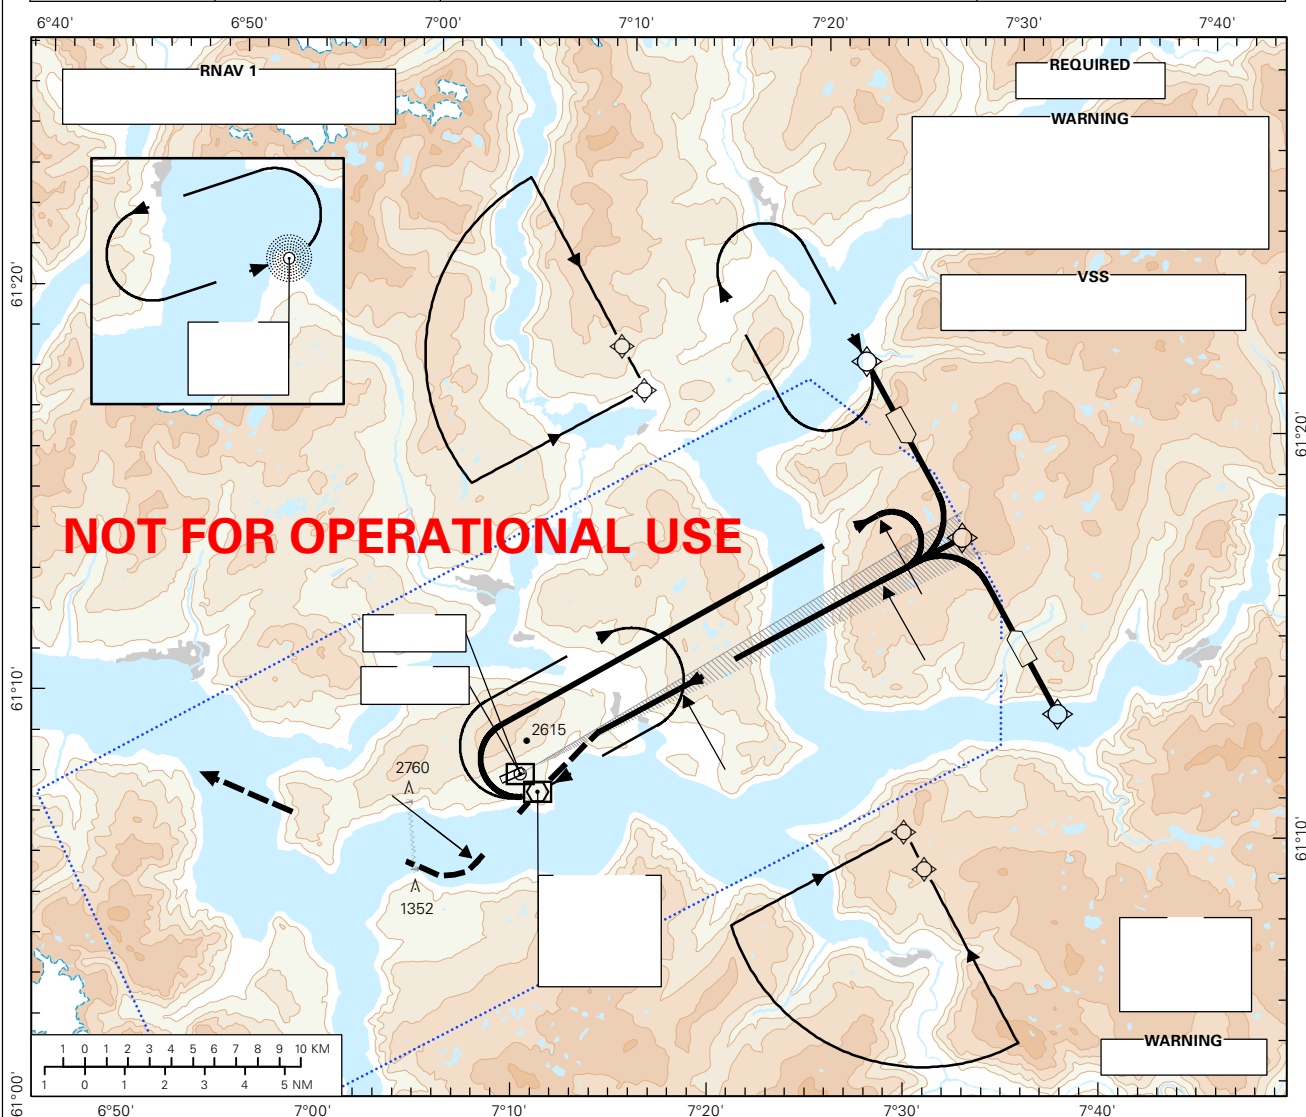 6°40' 6°50' 7°00' 7°10' 7°20' 7°30' 7°40'
RNAV 1
REQUIRED
WARNING
VSS
61°20'
61°20'
NOT FOR OPERATIONAL USE
61°10'
2615
2760
61°10'
1352
WARNING
1 0 1 2 3 4 5 6 7 8 9 10 KM
1 0 1 2 3 4 5 NM
61°00'
6°50' 7°00' 7°10' 7°20' 7°30' 7°40'